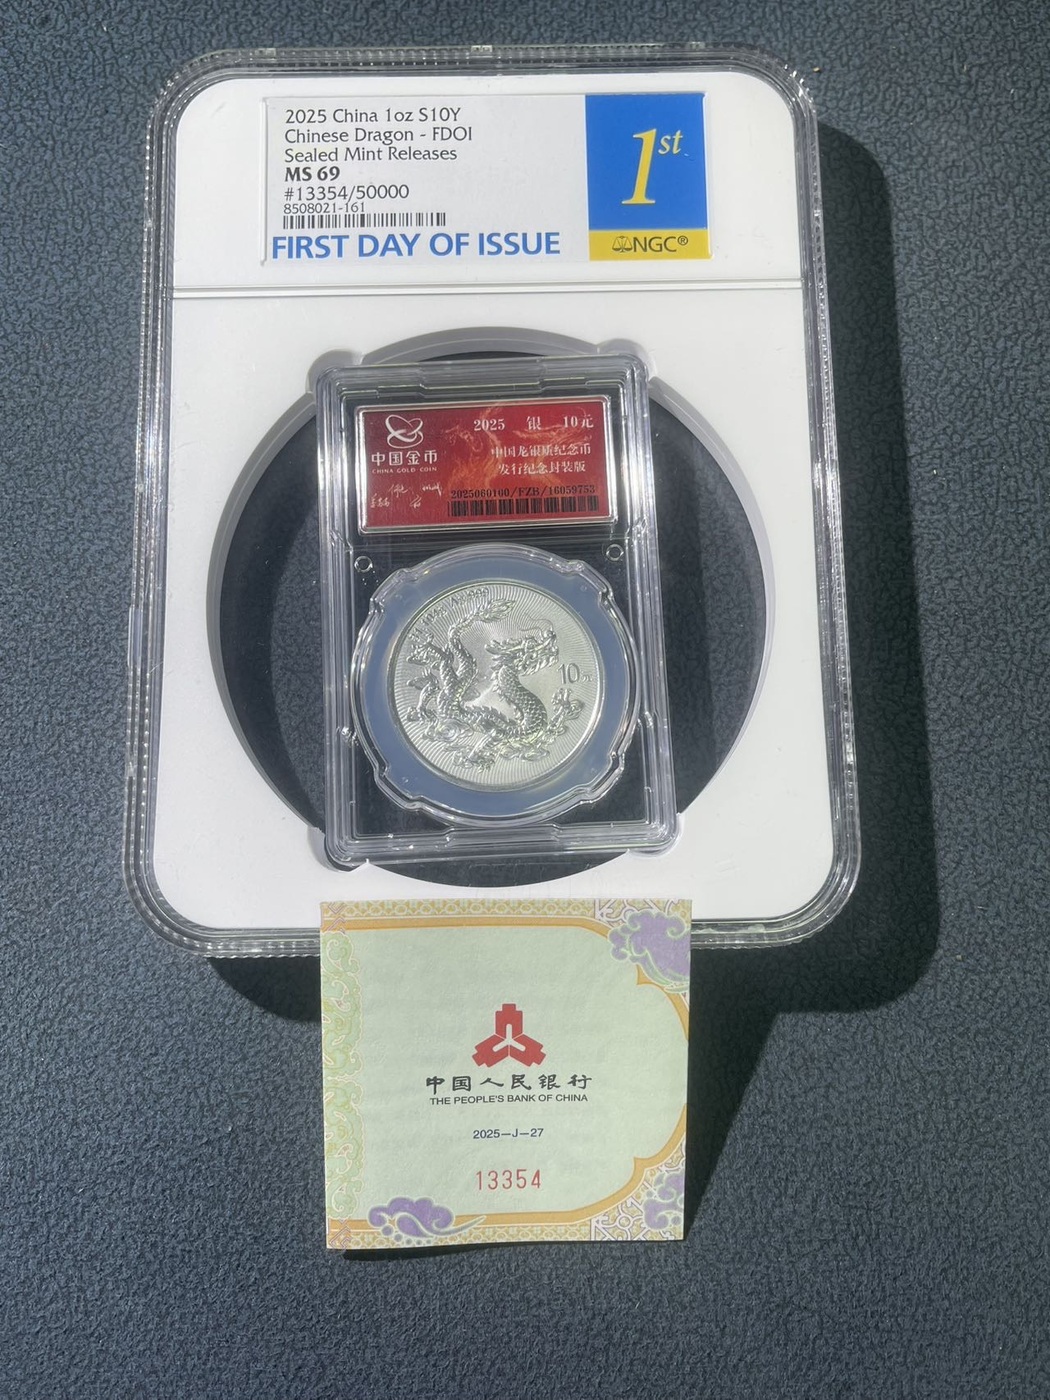 2025 China 1oz S10Y
Chinese Dragon - FDOI
Sealed Mint Releases
MS 69
#13354/50000
8508021-161
FIRST DAY OF ISSUE
1st
NGC®
中国金币
CHINA GOLD COIN
2025 银 10元
中国龙银质纪念币
发行纪念封装版
2025060100/FZB/16059753
10元
中国人民银行
THE PEOPLE'S BANK OF CHINA
2025—J—27
13354